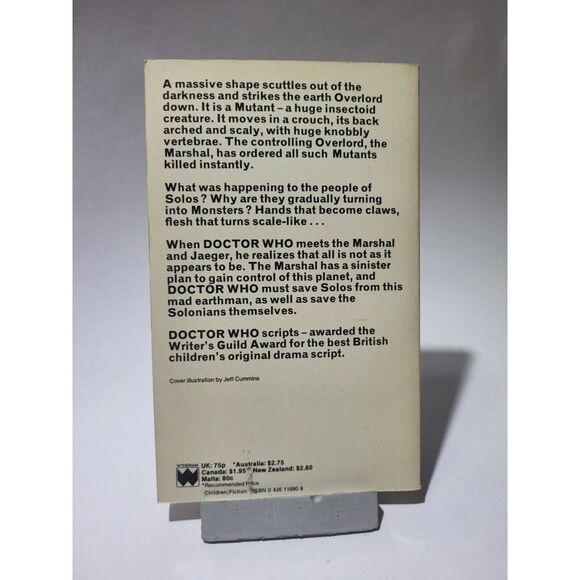 A massive shape scuttles out of the
darkness and strikes the earth Overlord
down. It is a Mutant – a huge insectoid
creature. It moves in a crouch, its back
arched and scaly, with huge knobbly
vertebrae. The controlling Overlord, the
Marshal, has ordered all such Mutants
killed instantly.
What was happening to the people of
Solos? Why are they gradually turning
into Monsters? Hands that become claws,
flesh that turns scale-like . . .
When DOCTOR WHO meets the Marshal
and Jaeger, he realizes that all is not as it
appears to be. The Marshal has a sinister
plan to gain control of this planet, and
DOCTOR WHO must save Solos from this
mad earthman, as well as save the
Solonians themselves.
DOCTOR WHO scripts – awarded the
Writer's Guild Award for the best British
children's original drama script.
Cover illustration by Jeff Cummins
WYNDHAM
UK: 75p *Australia: $2.75
Canada: $1.95 New Zealand: $2.60
Malta: 80c
*Recommended Price
Children/Fiction ISBN 0 426 11690 9